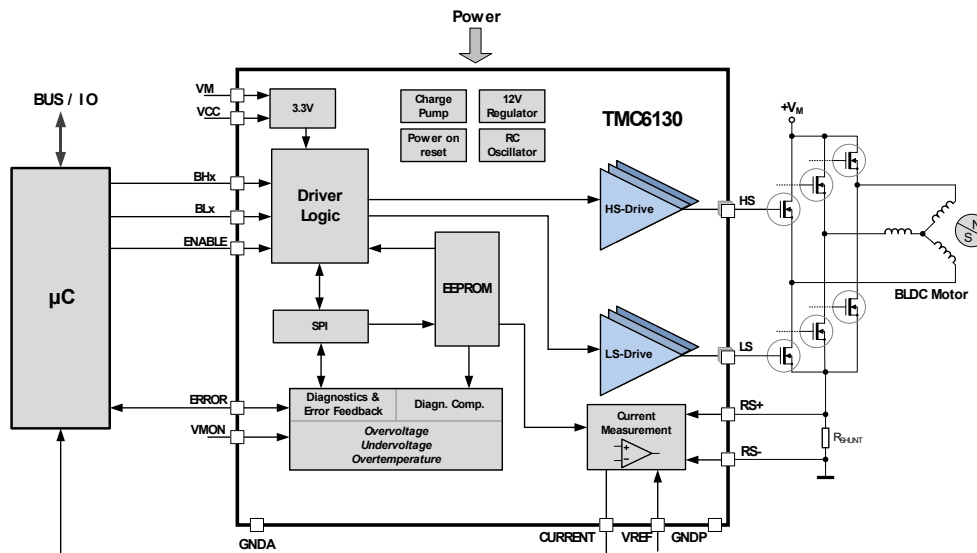 Power
BUS / IO
VM
VCC
3.3V
Charge
Pump
12V
Regulator
Power on
reset
RC
Oscillator
TMC6130
+VM
BHx
BLx
ENABLE
Driver
Logic
HS-Drive
HS
N
S
BLDC Motor
µC
EEPROM
SPI
LS-Drive
LS
ERROR
Diagnostics &
Error Feedback
Diagn. Comp.
VMON
Overvoltage
Undervoltage
Overtemperature
Current
Measurement
RS+
RS-
RSHUNT
GNDA
CURRENT
VREF
GNDP